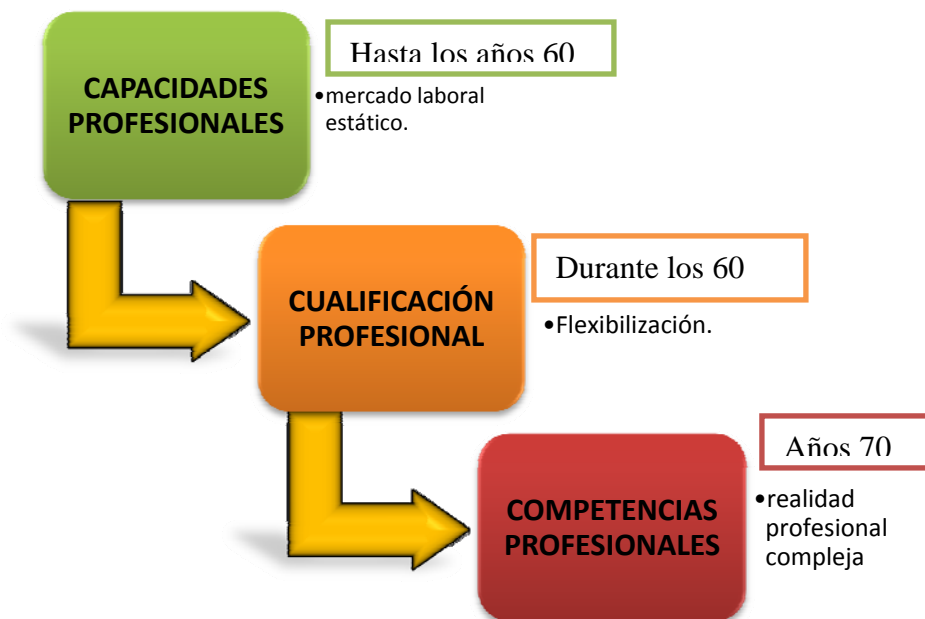 CAPACIDADES
PROFESIONALES
Hasta los años 60
•mercado laboral
estático.
CUALIFICACIÓN
PROFESIONAL
Durante los 60
•Flexibilización.
COMPETENCIAS
PROFESIONALES
Años 70
•realidad
profesional
compleja